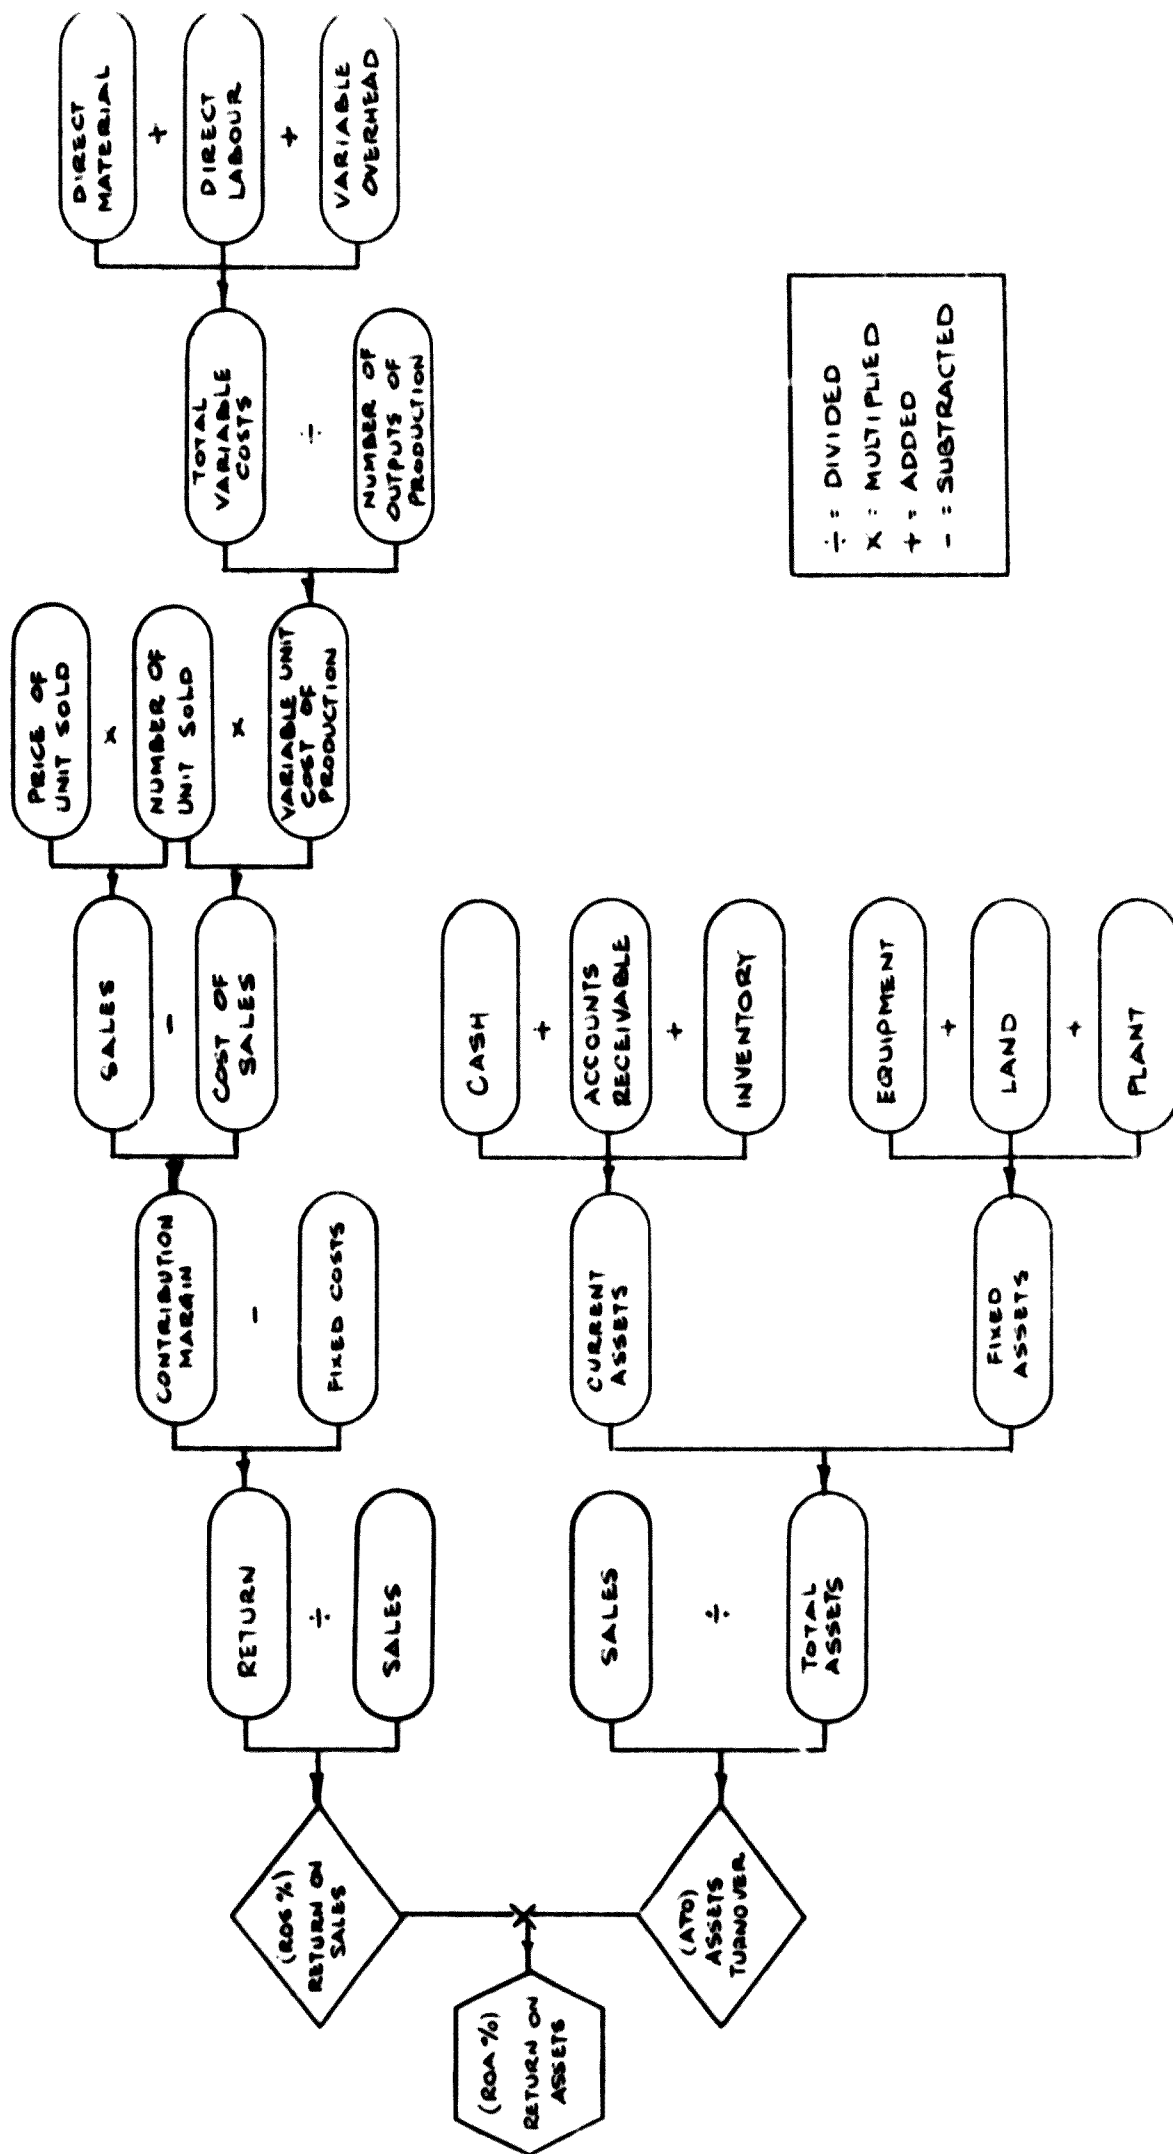 (ROA %)
RETURN ON
ASSETS
(ROS %)
RETURN ON
SALES
×
(ATO)
ASSETS
TURNOVER
RETURN
÷
SALES
SALES
÷
TOTAL
ASSETS
CONTRIBUTION
MARGIN
-
FIXED COSTS
CURRENT
ASSETS
FIXED
ASSETS
SALES
-
COST OF
SALES
CASH
+
ACCOUNTS
RECEIVABLE
+
INVENTORY
EQUIPMENT
+
LAND
+
PLANT
PRICE OF
UNIT SOLD
×
NUMBER OF
UNIT SOLD
×
VARIABLE UNIT
COST OF
PRODUCTION
TOTAL
VARIABLE
COSTS
÷
NUMBER OF
OUTPUTS OF
PRODUCTION
DIRECT
MATERIAL
+
DIRECT
LABOUR
+
VARIABLE
OVERHEAD
÷ = DIVIDED
× = MULTIPLIED
+ = ADDED
- = SUBTRACTED